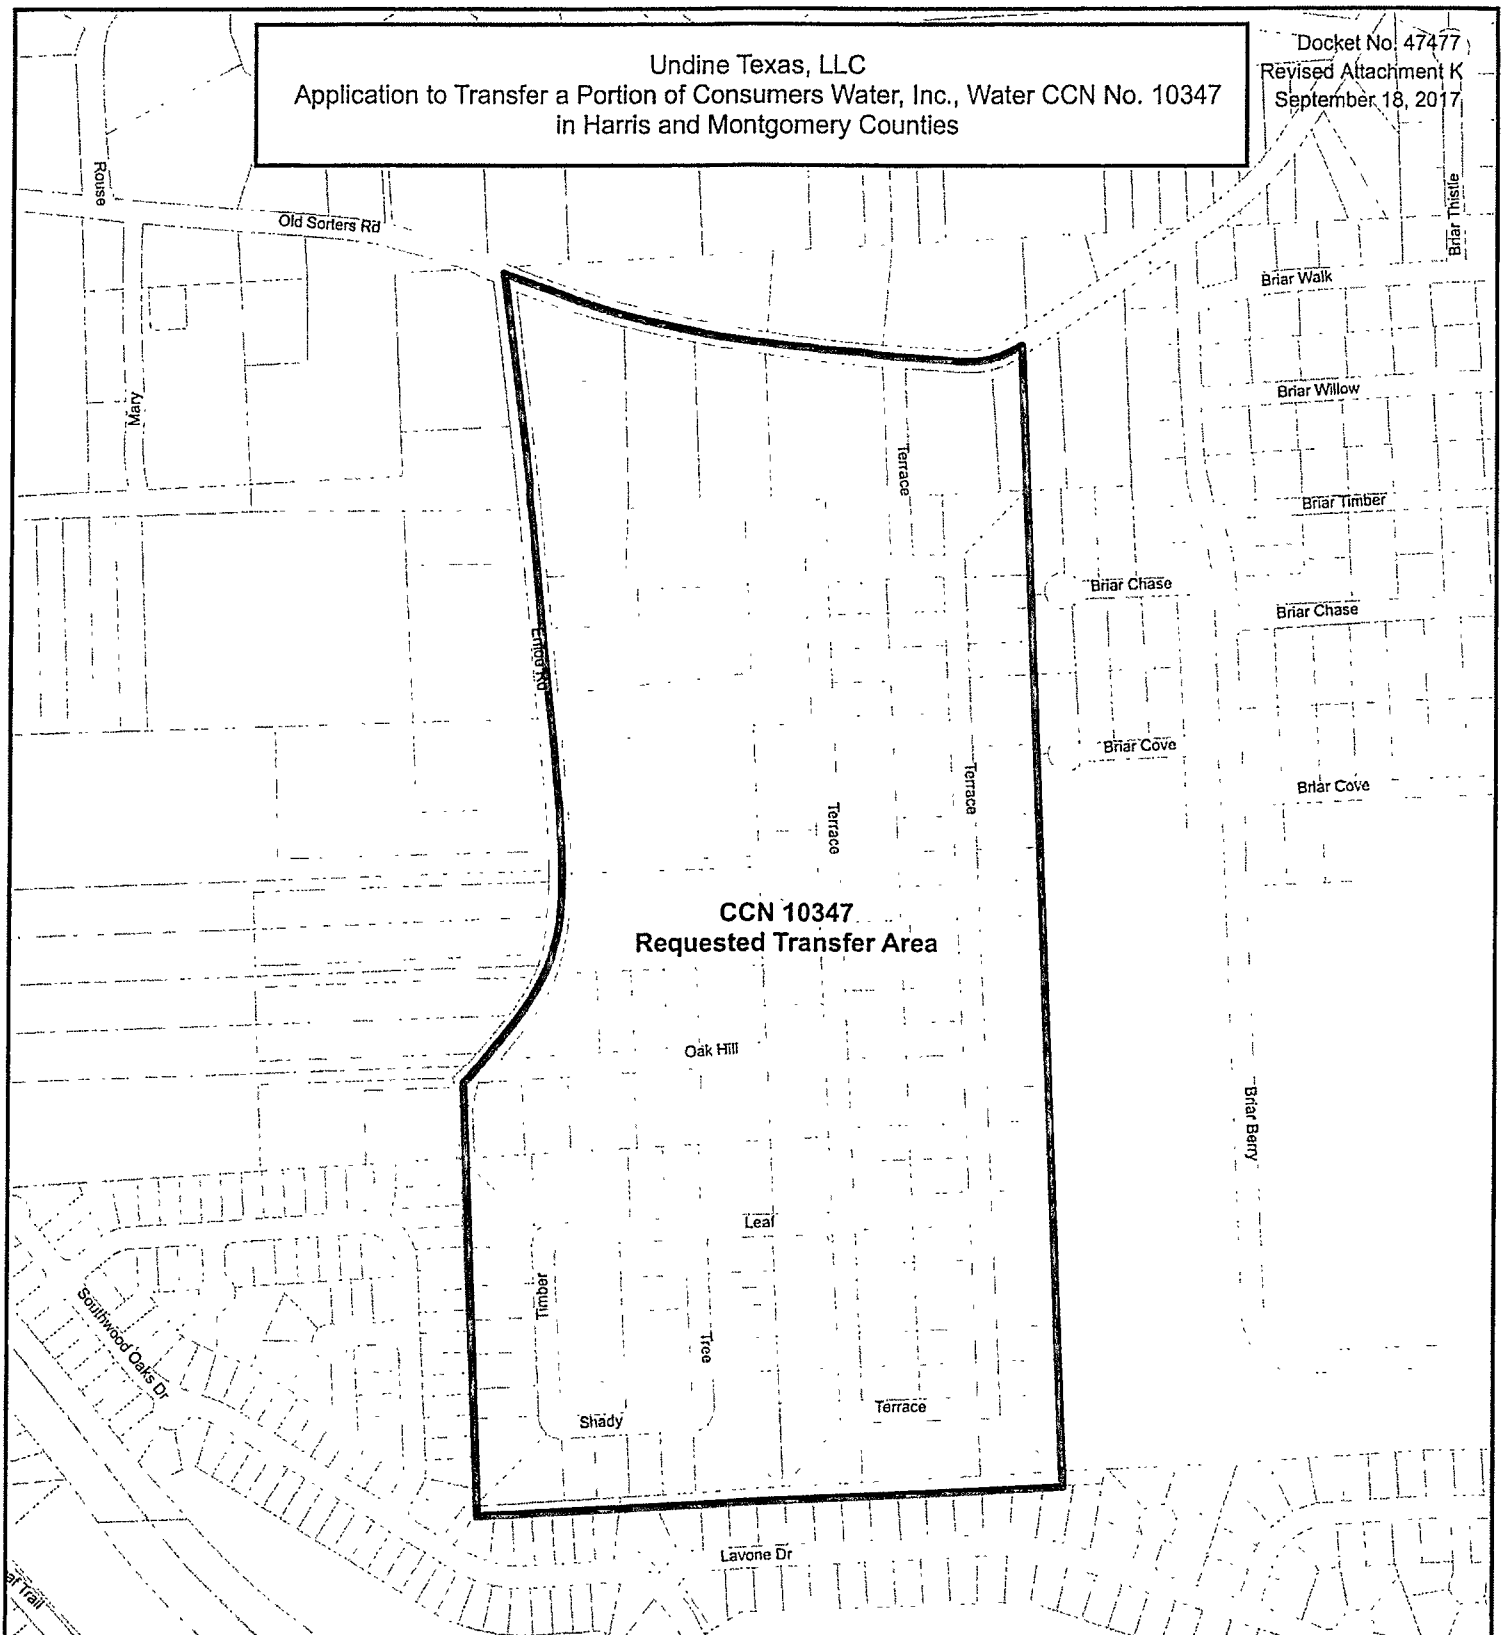 Undine Texas, LLC
Application to Transfer a Portion of Consumers Water, Inc., Water CCN No. 10347
in Harris and Montgomery Counties
Docket No. 47477
Revised Attachment K
September 18, 2017
Rouse
Old Sorters Rd
Briar Thistle
Briar Walk
Mary
Briar Willow
Terrace
Briar Timber
Briar Chase
Briar Chase
Rd
Briar Cove
Terrace
Briar Cove
Terrace
CCN 10347
Requested Transfer Area
Oak Hill
Briar Berry
Leaf
Timber
Southwood Oaks Dr
Tree
Terrace
Shady
Lavone Dr
Trail